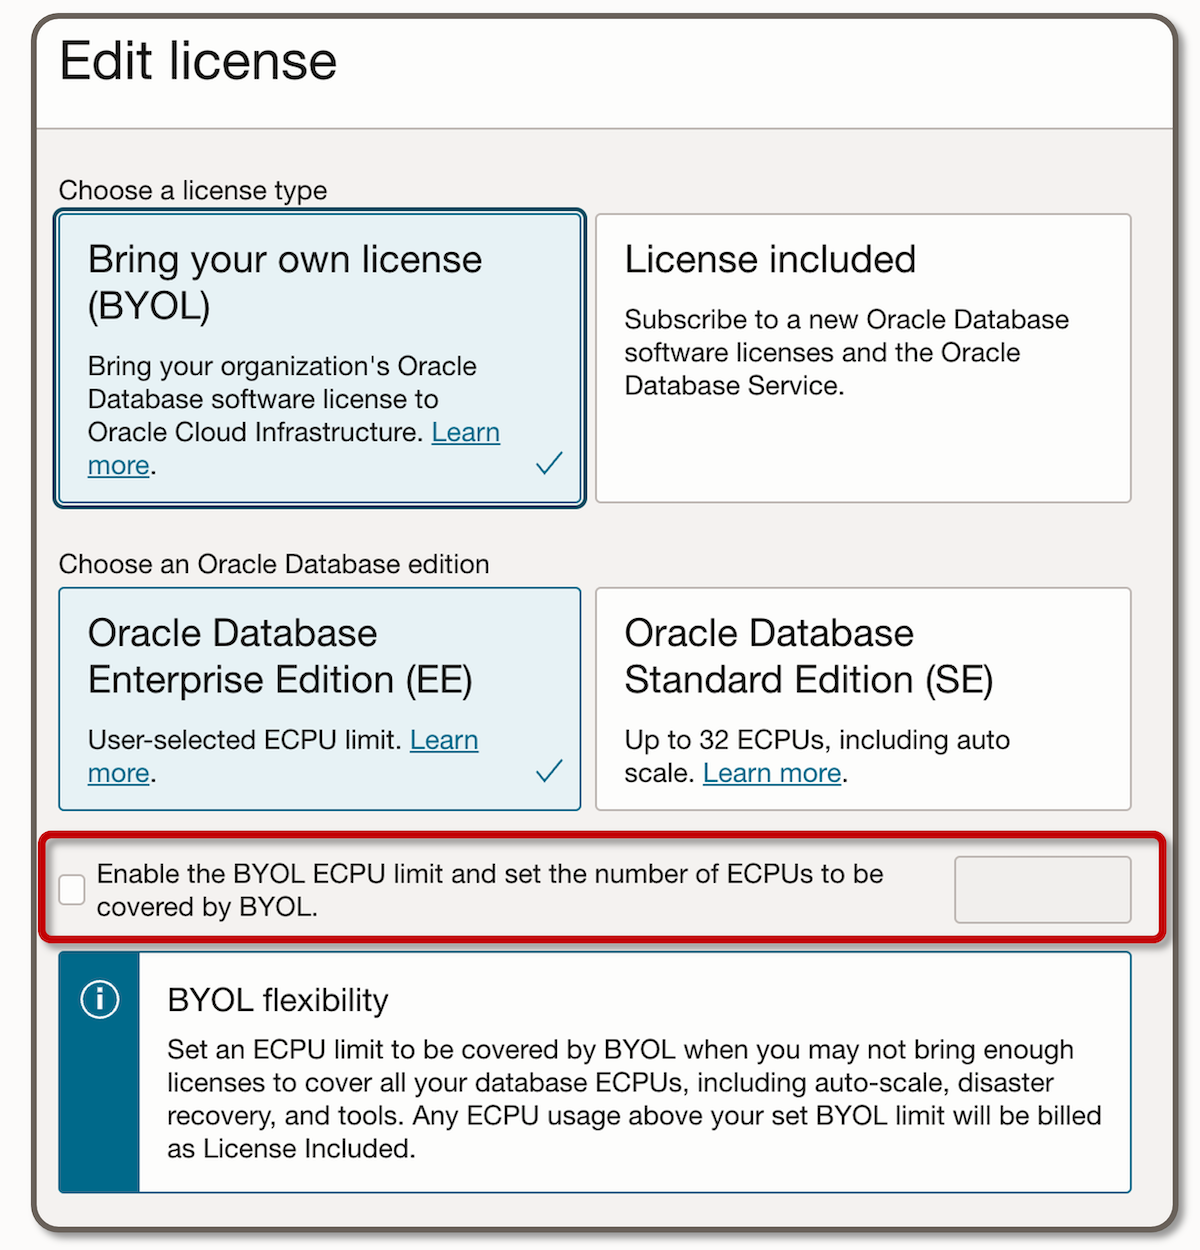 Edit license
Choose a license type
Bring your own license
(BYOL)
Bring your organization's Oracle
Database software license to
Oracle Cloud Infrastructure. Learn
more.
License included
Subscribe to a new Oracle Database
software licenses and the Oracle
Database Service.
Choose an Oracle Database edition
Oracle Database
Enterprise Edition (EE)
User-selected ECPU limit. Learn
more.
Oracle Database
Standard Edition (SE)
Up to 32 ECPUs, including auto
scale. Learn more.
Enable the BYOL ECPU limit and set the number of ECPUs to be
covered by BYOL.
BYOL flexibility
Set an ECPU limit to be covered by BYOL when you may not bring enough
licenses to cover all your database ECPUs, including auto-scale, disaster
recovery, and tools. Any ECPU usage above your set BYOL limit will be billed
as License Included.